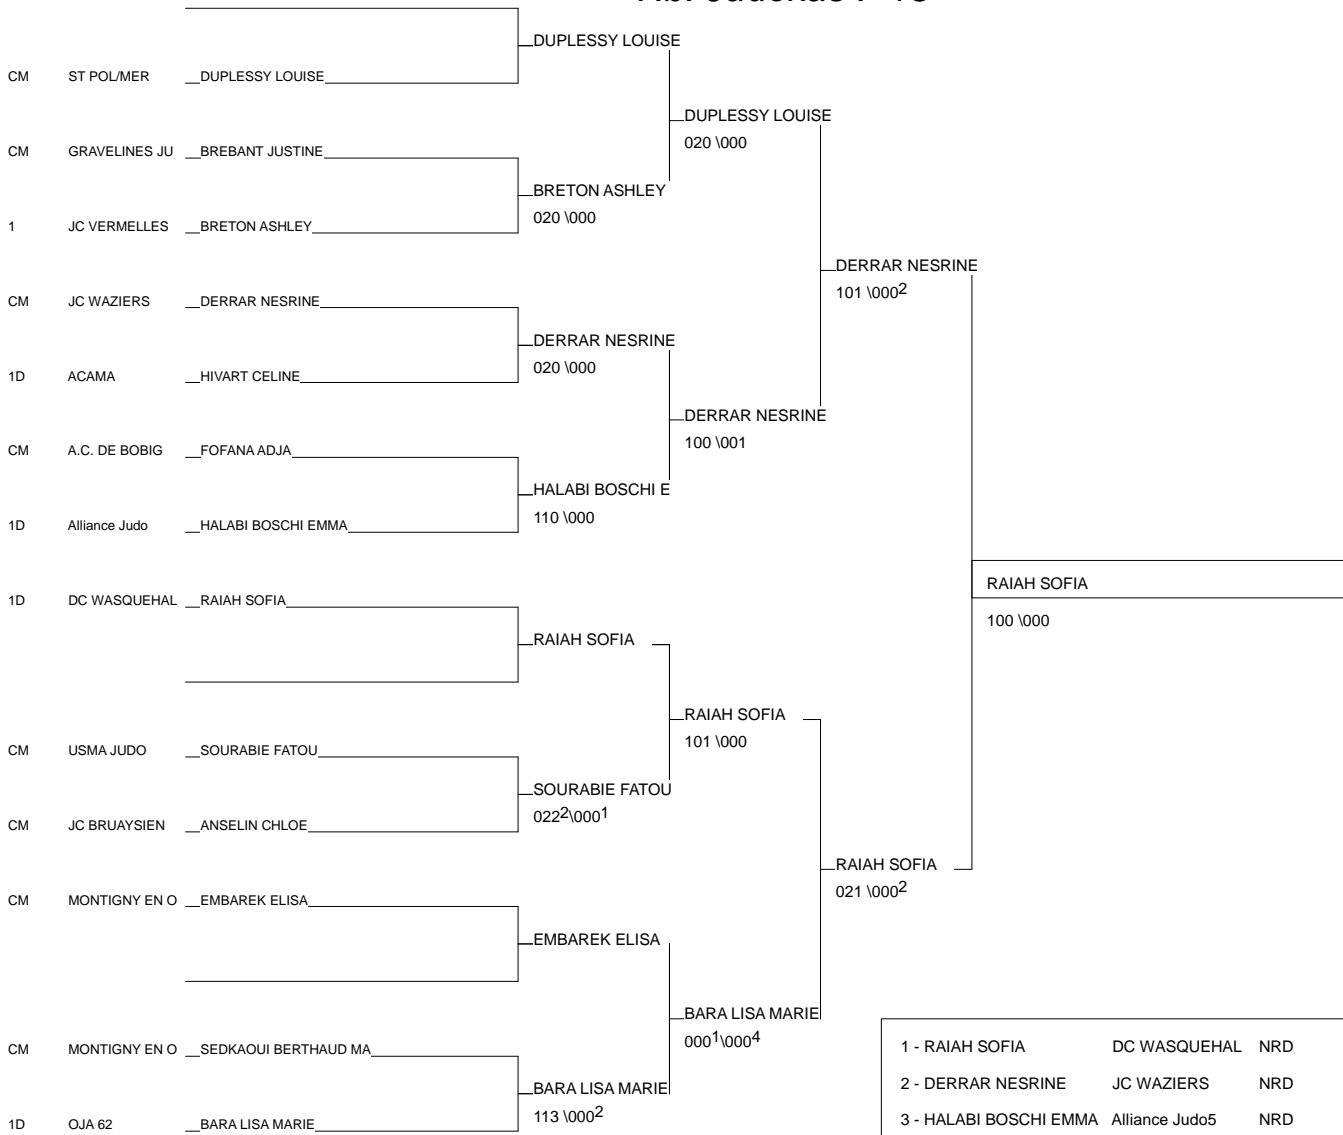 DUPLESSY LOUISE
CM ST POL/MER DUPLESSY LOUISE
DUPLESSY LOUISE
020 \000
CM GRAVELINES JU BREBANT JUSTINE
BRETON ASHLEY
020 \000
1 JC VERMELLES BRETON ASHLEY
DERRAR NESRINE
101 \000²
CM JC WAZIERS DERRAR NESRINE
DERRAR NESRINE
020 \000
1D ACAMA HIVART CELINE
DERRAR NESRINE
100 \001
CM A.C. DE BOBIG FOFANA ADJA
HALABI BOSCHI E
110 \000
1D Alliance Judo HALABI BOSCHI EMMA
RAIAH SOFIA
100 \000
1D DC WASQUEHAL RAIAH SOFIA
RAIAH SOFIA
RAIAH SOFIA
101 \000
CM USMA JUDO SOURABIE FATOU
SOURABIE FATOU
022²\000¹
CM JC BRUAYSIEN ANSELIN CHLOE
RAIAH SOFIA
021 \000²
CM MONTIGNY EN O EMBAREK ELISA
EMBAREK ELISA
BARA LISA MARIE
000¹\000⁴
CM MONTIGNY EN O SEDKAOUI BERTHAUD MA
BARA LISA MARIE
113 \000²
1D OJA 62 BARA LISA MARIE
1 - RAIAH SOFIA DC WASQUEHAL NRD
2 - DERRAR NESRINE JC WAZIERS NRD
3 - HALABI BOSCHI EMMA Alliance Judo5 NRD